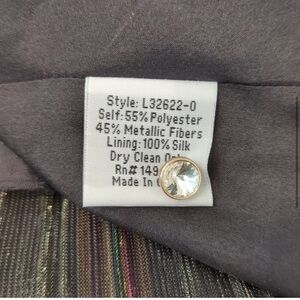 Style: L32622-0
Self: 55% Polyester
45% Metallic Fibers
Lining: 100% Silk
Dry Clean
Rn# 149
Made In